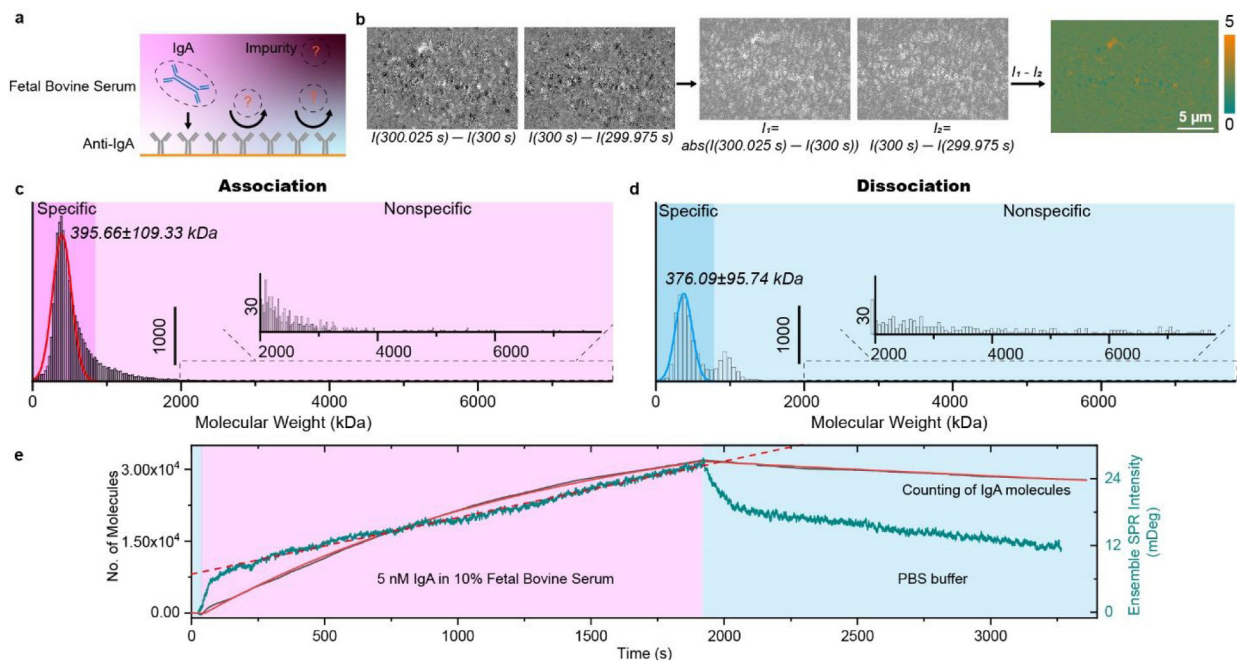 a
IgA
Impurity
?
?
?
Fetal Bovine Serum
Anti-IgA
b
I(300.025 s) — I(300 s)
I(300 s) — I(299.975 s)
I₁=
abs(I(300.025 s) — I(300 s))
I₂=
I(300 s) — I(299.975 s)
I₁ - I₂
5 µm
5
0
c
Association
Specific
Nonspecific
395.66±109.33 kDa
1000
30
2000
4000
6000
0
2000
4000
6000
Molecular Weight (kDa)
d
Dissociation
Specific
Nonspecific
376.09±95.74 kDa
1000
30
2000
4000
6000
0
2000
4000
6000
Molecular Weight (kDa)
e
No. of Molecules
3.00x10⁴
1.50x10⁴
0.00
5 nM IgA in 10% Fetal Bovine Serum
Counting of IgA molecules
PBS buffer
24
12
0
Ensemble SPR Intensity
(mDeg)
0
500
1000
1500
2000
2500
3000
Time (s)